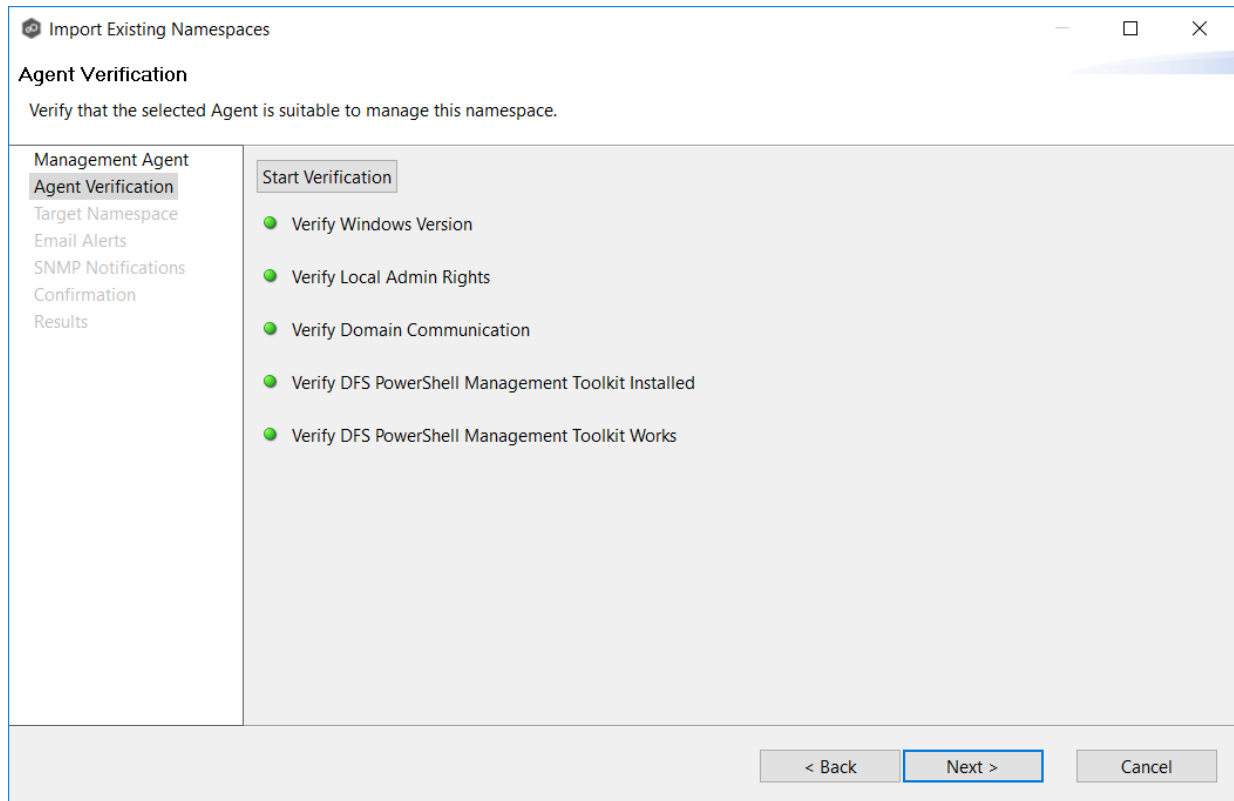 Import Existing Namespaces
Agent Verification
Verify that the selected Agent is suitable to manage this namespace.
Management Agent
Agent Verification
Target Namespace
Email Alerts
SNMP Notifications
Confirmation
Results
Start Verification
Verify Windows Version
Verify Local Admin Rights
Verify Domain Communication
Verify DFS PowerShell Management Toolkit Installed
Verify DFS PowerShell Management Toolkit Works
< Back
Next >
Cancel